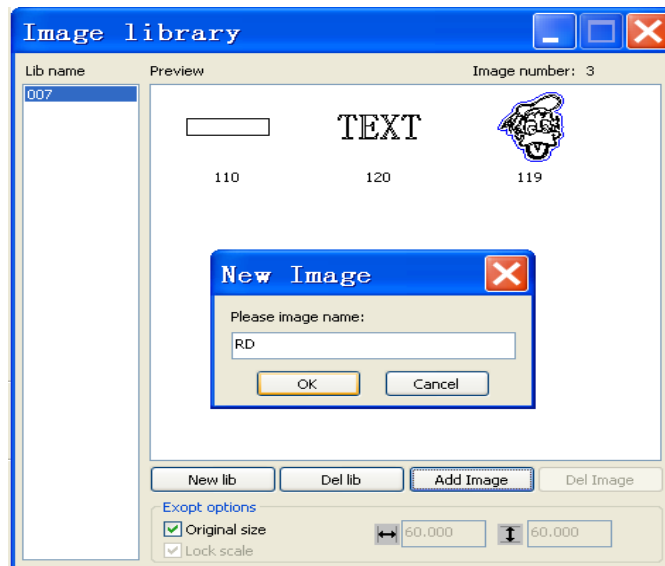 Image library
Lib name Preview Image number: 3
007
TEXT
110 120 119
New Image
Please image name:
RD
OK Cancel
New lib Del lib Add Image Del Image
Exopt options
Original size 60.000 60.000
Lock scale